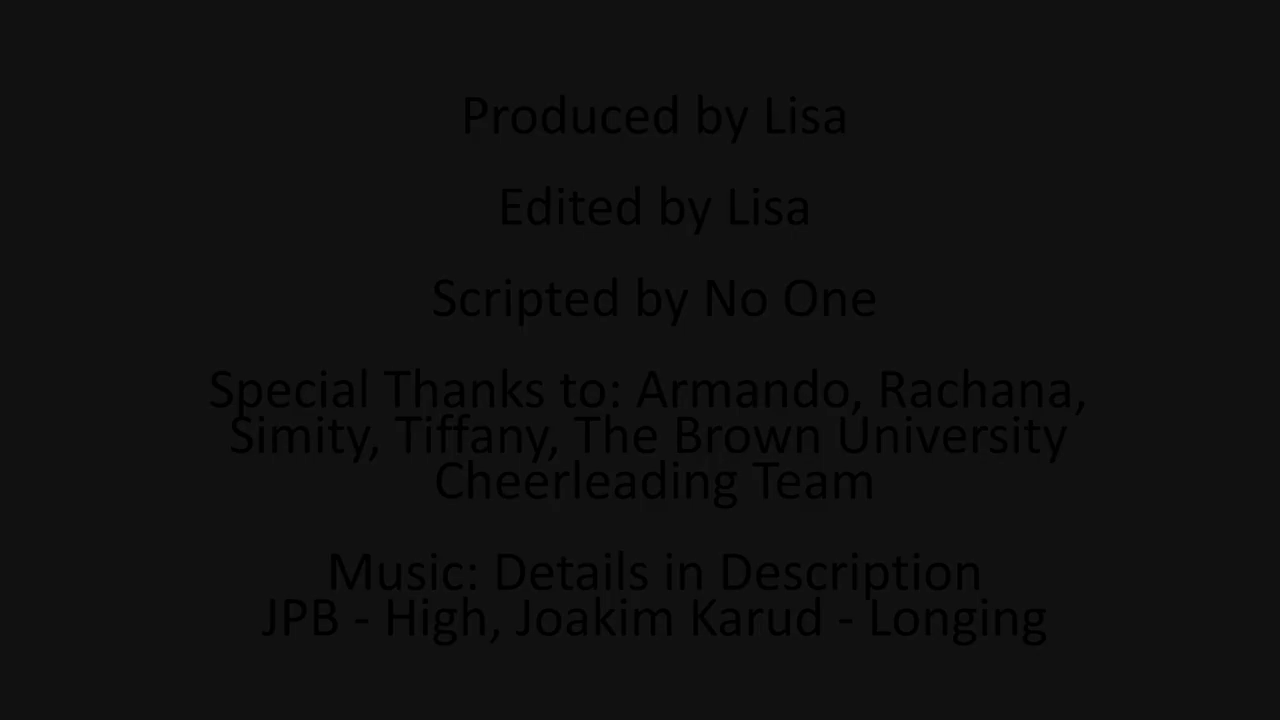 Produced by Lisa
Edited by Lisa
Scripted by No One
Special Thanks to: Armando, Rachana,
Simity, Tiffany, The Brown University
Cheerleading Team
Music: Details in Description
JPB - High, Joakim Karud - Longing